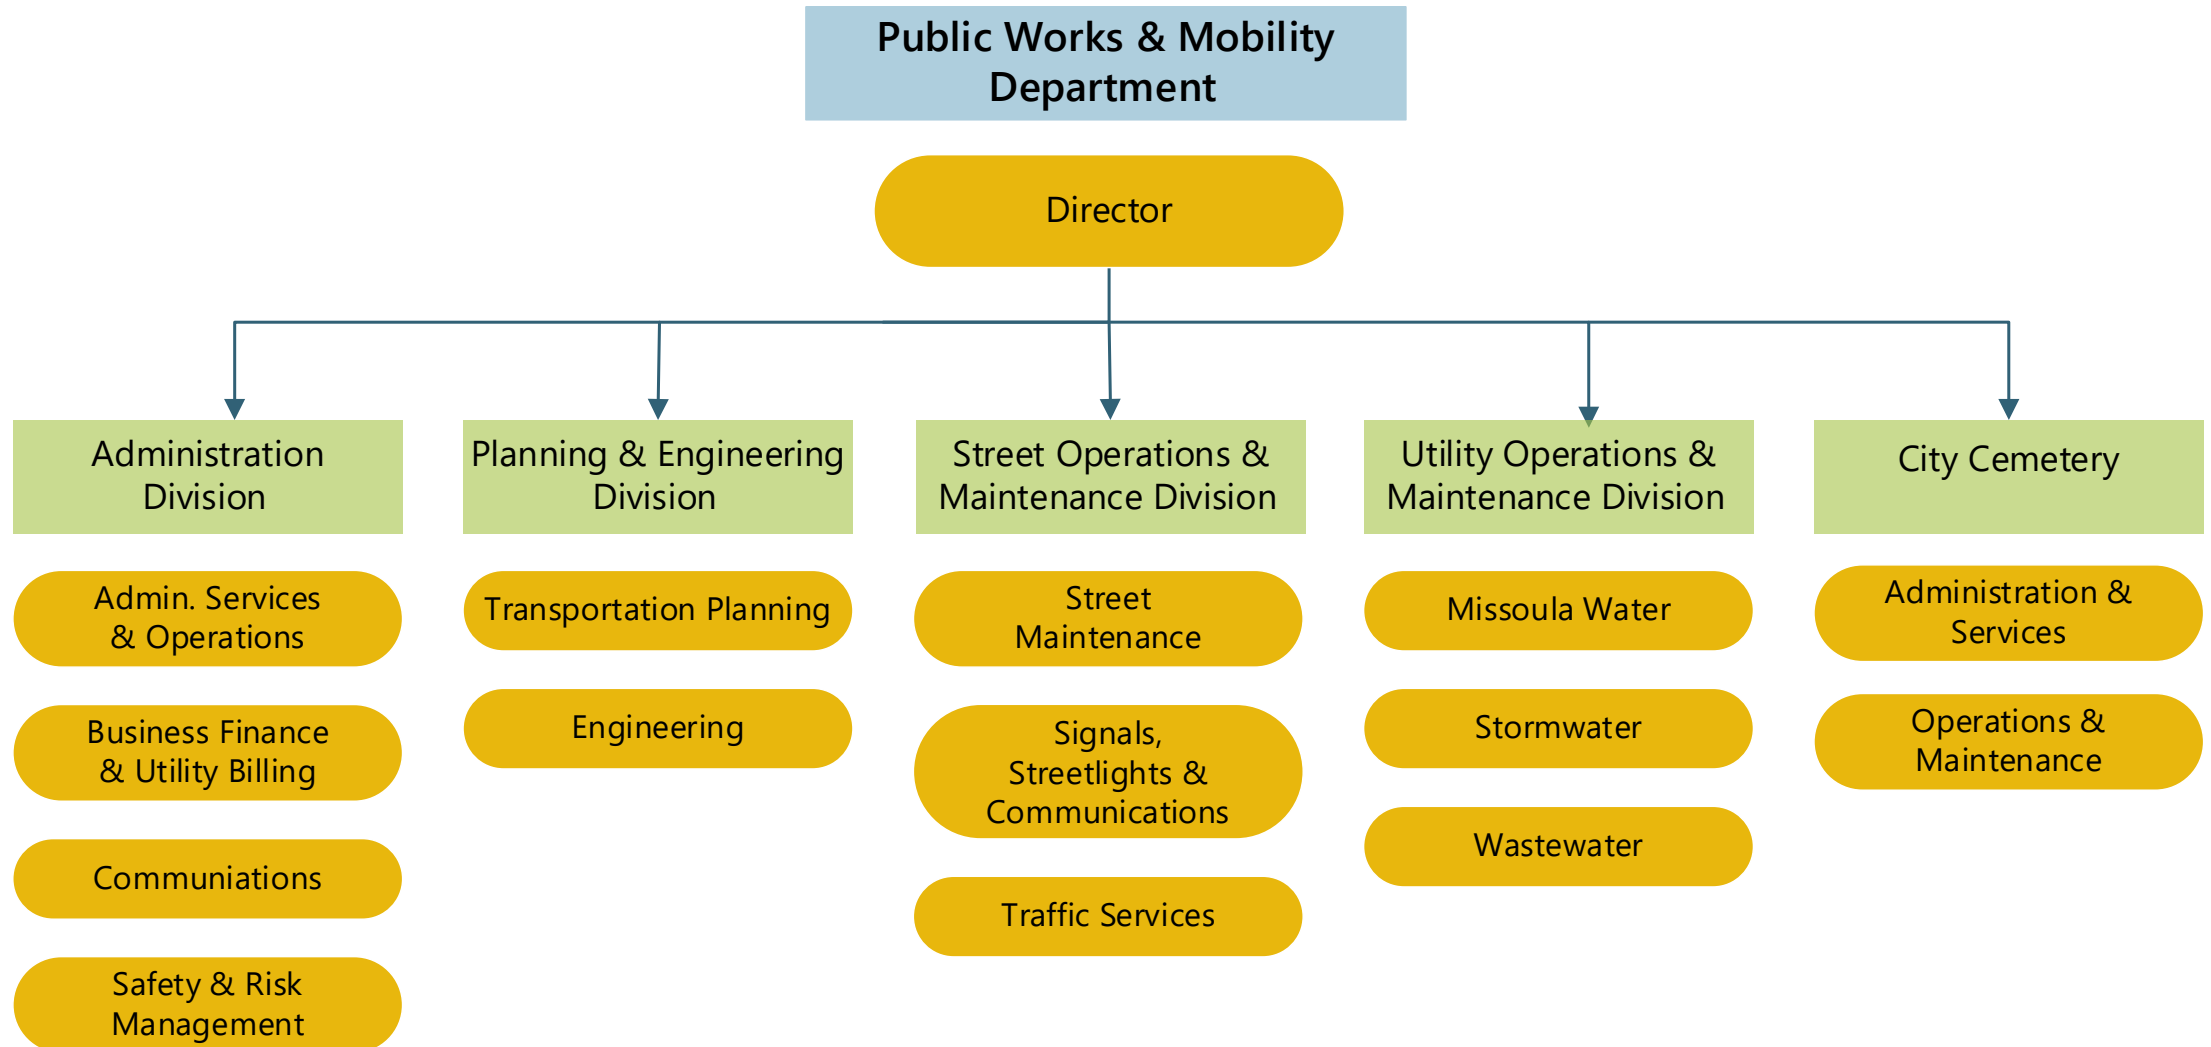 Public Works & Mobility
Department
Director
Administration
Division
Admin. Services
& Operations
Business Finance
& Utility Billing
Communiations
Safety & Risk
Management
Planning & Engineering
Division
Transportation Planning
Engineering
Street Operations &
Maintenance Division
Street
Maintenance
Signals,
Streetlights &
Communications
Traffic Services
Utility Operations &
Maintenance Division
Missoula Water
Stormwater
Wastewater
City Cemetery
Administration &
Services
Operations &
Maintenance